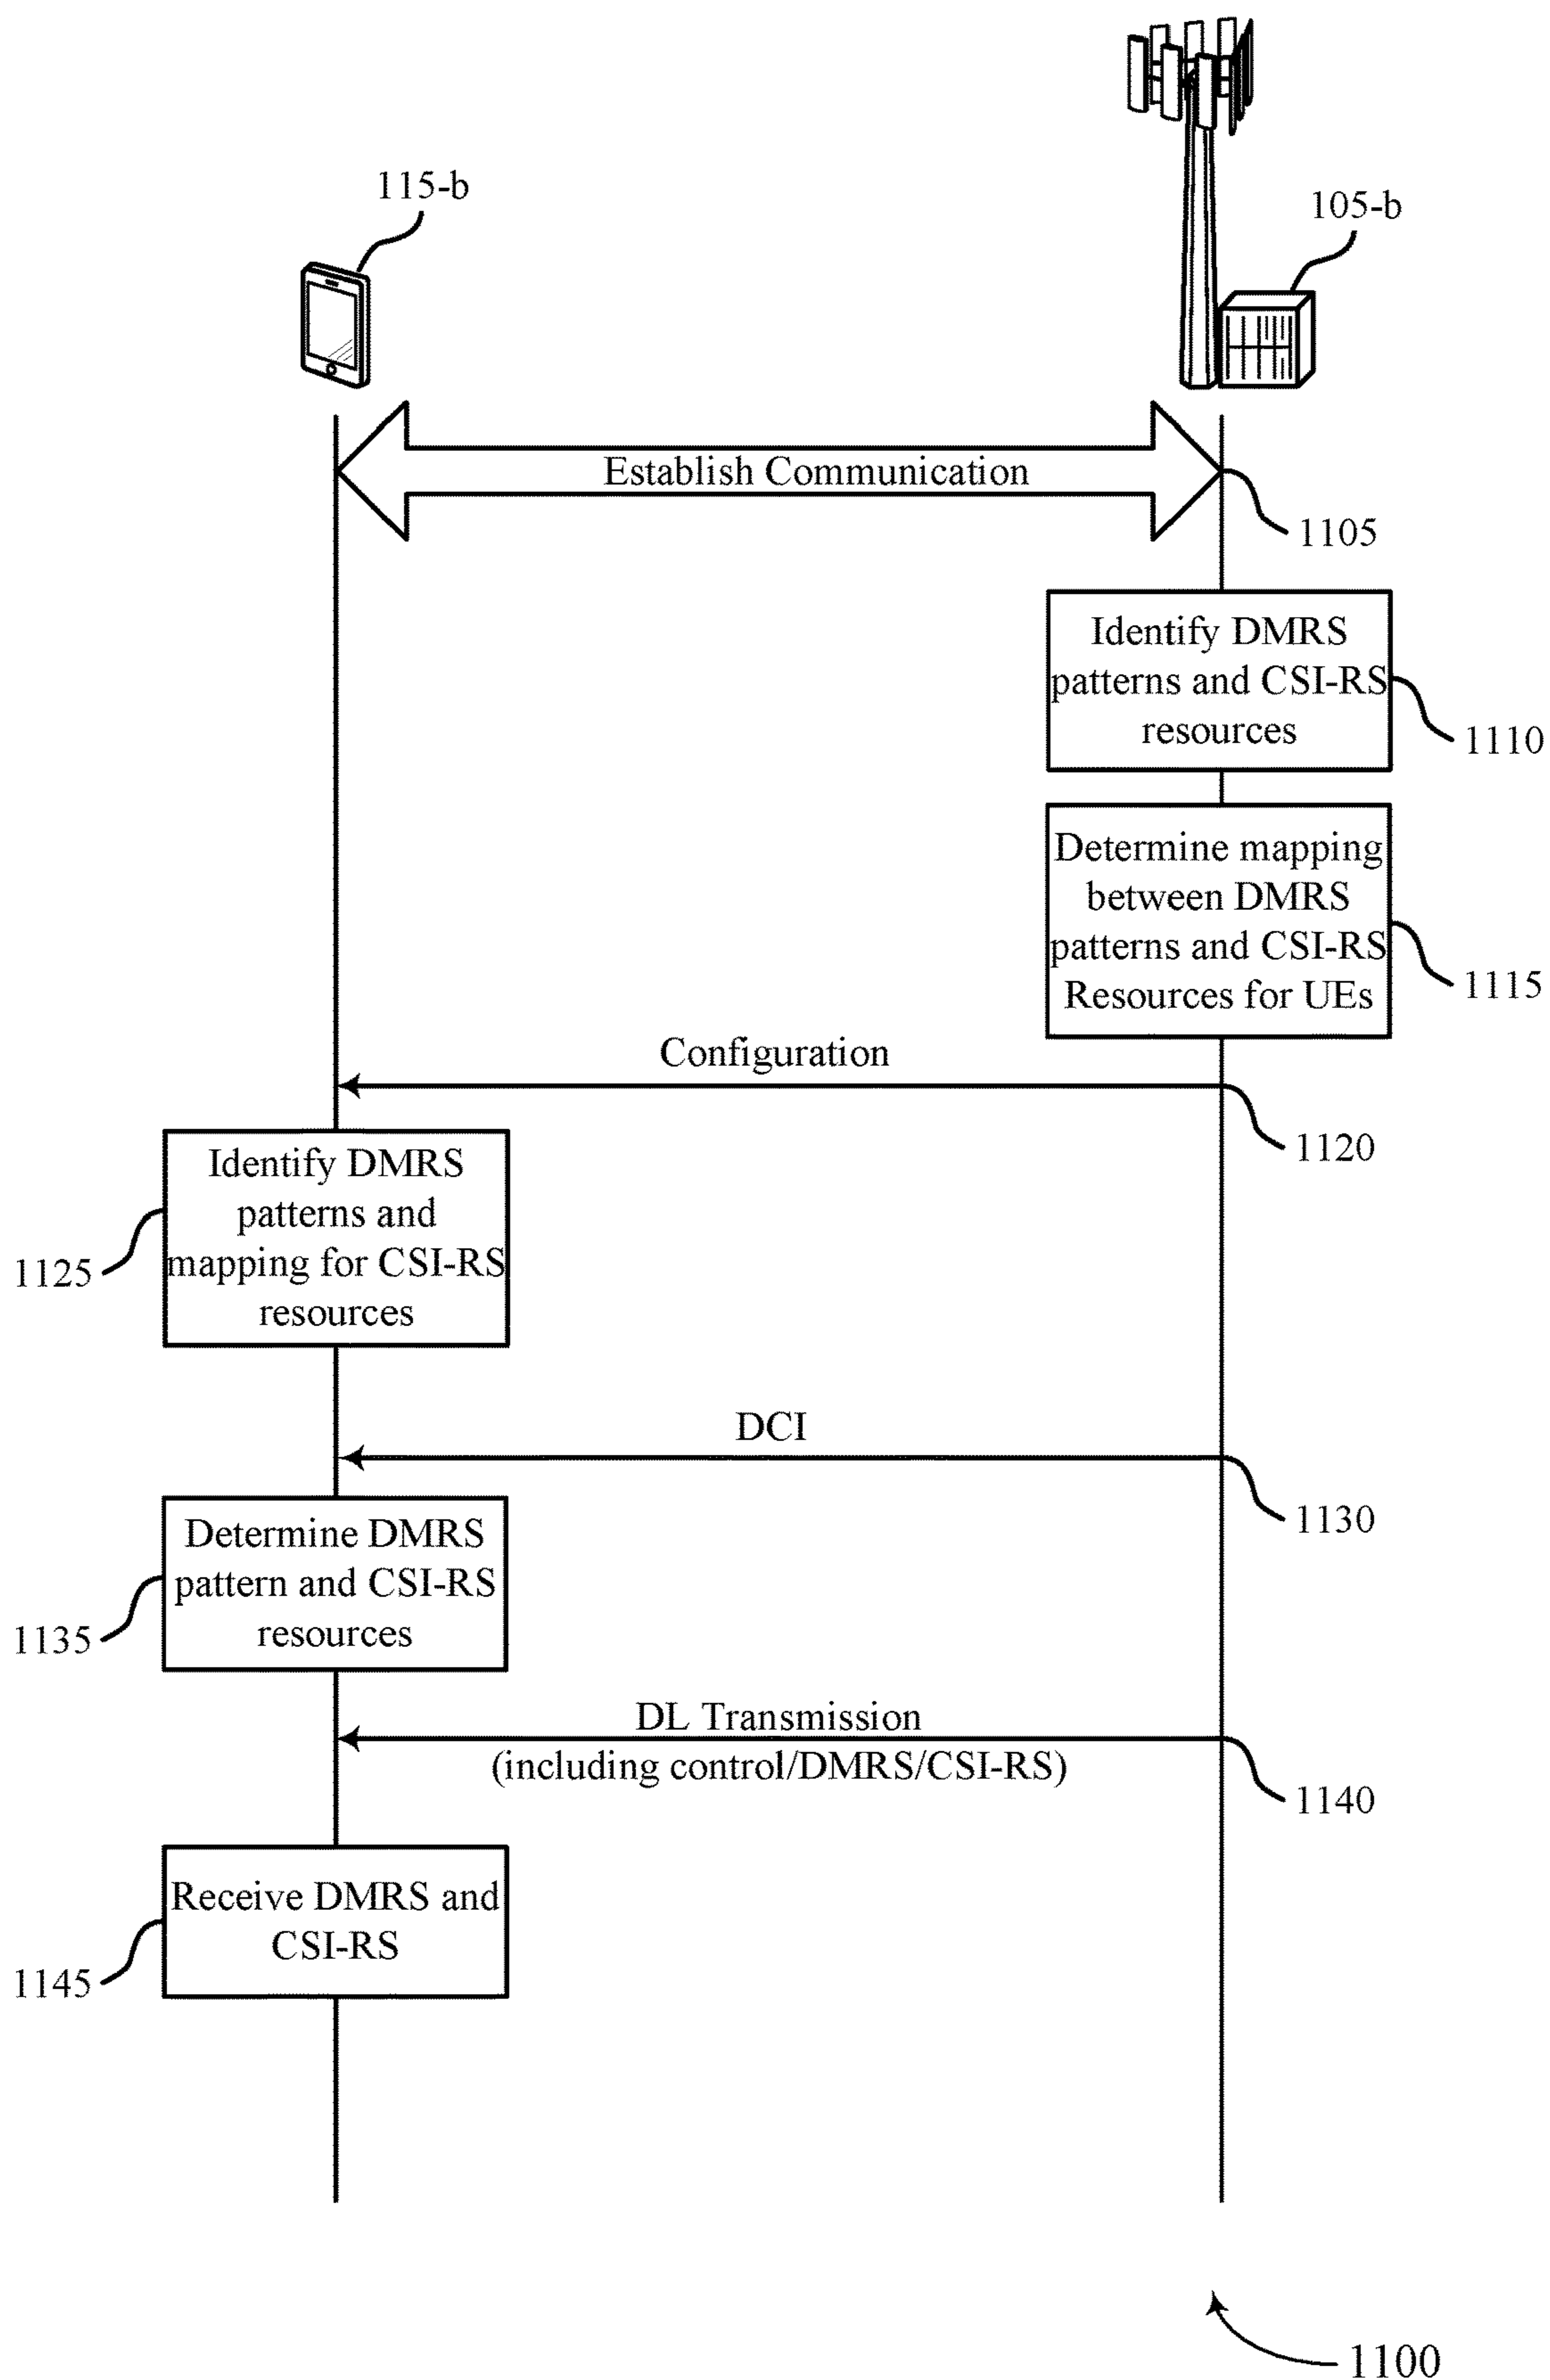 115-b
105-b
Establish Communication
1105
Identify DMRS
patterns and CSI-RS
resources
1110
Determine mapping
between DMRS
patterns and CSI-RS
Resources for UEs
1115
Configuration
1120
Identify DMRS
patterns and
mapping for CSI-RS
resources
1125
DCI
1130
Determine DMRS
pattern and CSI-RS
resources
1135
DL Transmission
(including control/DMRS/CSI-RS)
1140
Receive DMRS and
CSI-RS
1145
1100